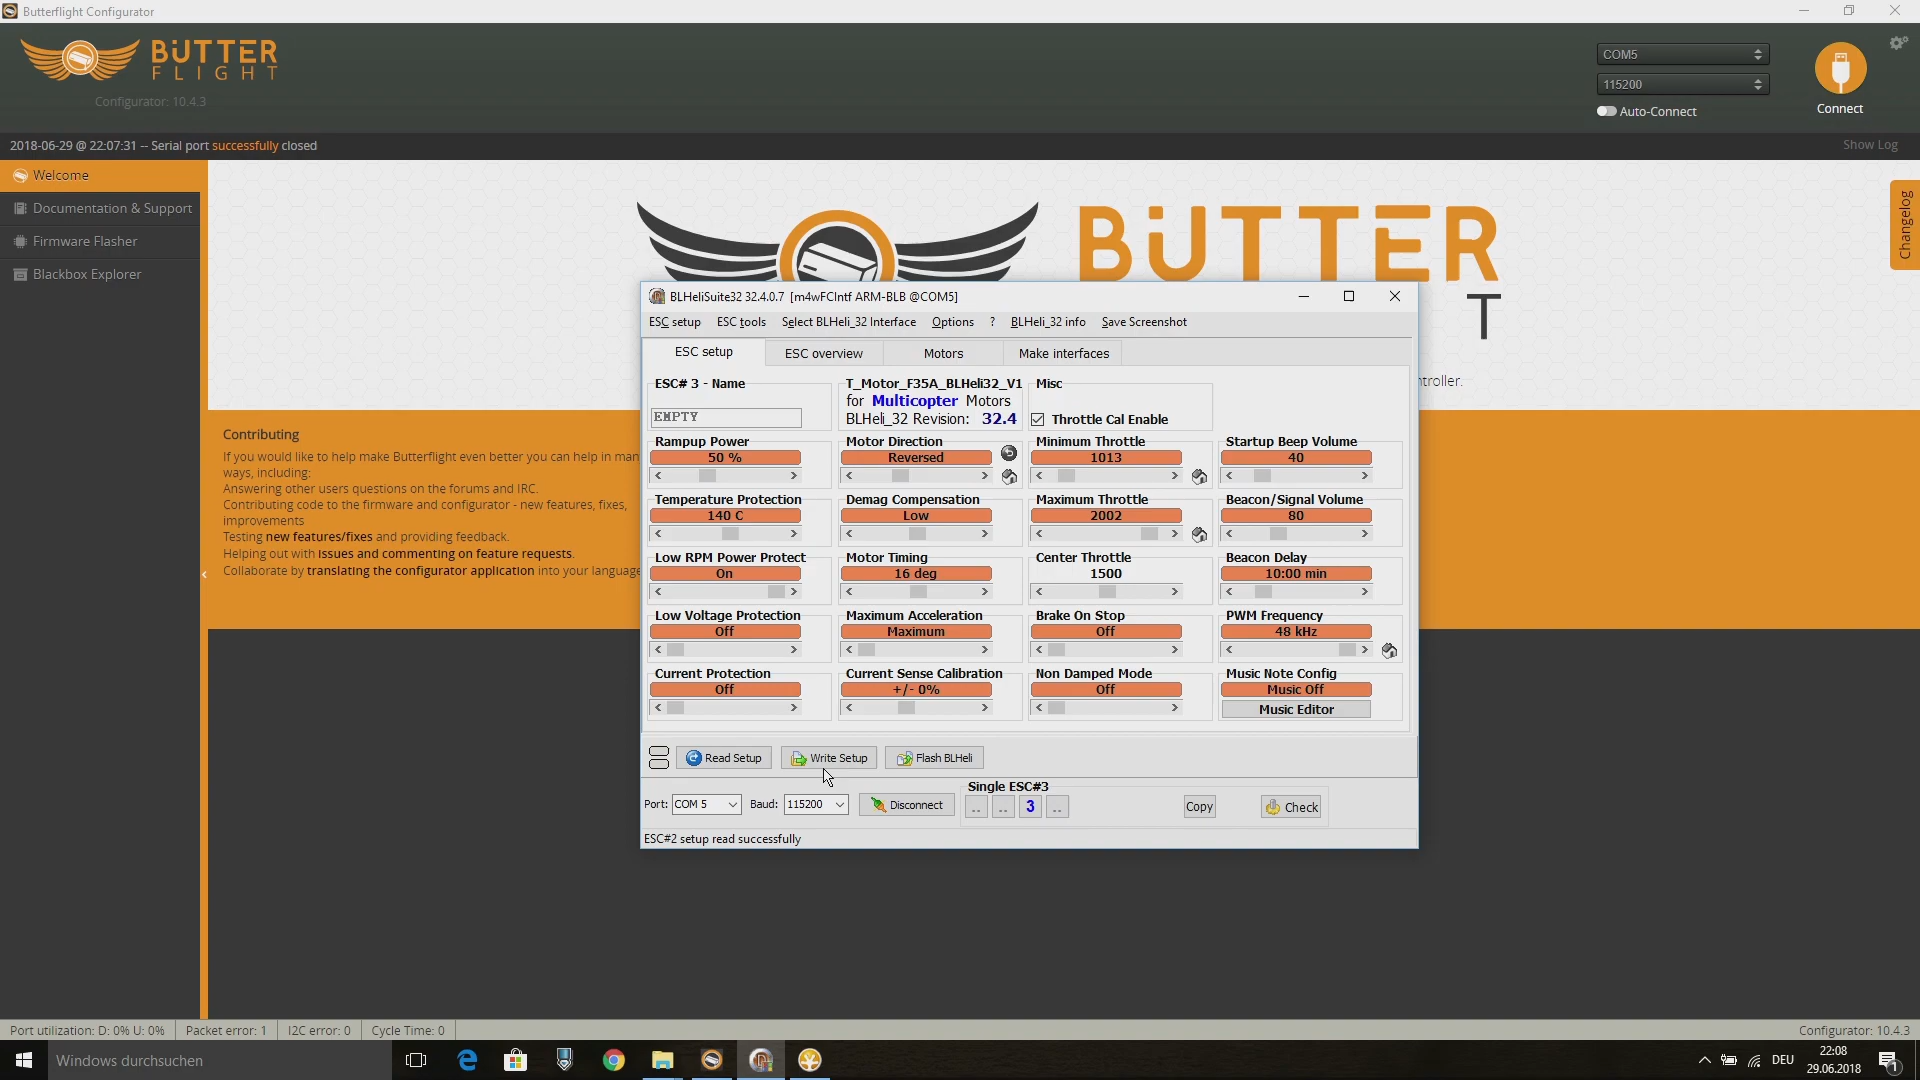 Butterflight Configurator
BUTTER
FLIGHT
Configurator: 10.4.3
COM5
115200
Auto-Connect
Connect
2018-06-29 @ 22:07:31 -- Serial port successfully closed
Show Log
Welcome
Documentation & Support
Firmware Flasher
Blackbox Explorer
Changelog
BUTTER
T
ntroller.
Contributing
If you would like to help make Butterflight even better you can help in man
ways, including:
Answering other users questions on the forums and IRC.
Contributing code to the firmware and configurator - new features, fixes,
improvements
Testing new features/fixes and providing feedback.
Helping out with issues and commenting on feature requests.
Collaborate by translating the configurator application into your language
BLHeliSuite32 32.4.0.7 [m4wFCIntf ARM-BLB @COM5]
ESC setup ESC tools Select BLHeli_32 Interface Options ? BLHeli_32 info Save Screenshot
ESC setup ESC overview Motors Make interfaces
ESC# 3 - Name
EMPTY
T_Motor_F35A_BLHeli32_V1
for Multicopter Motors
BLHeli_32 Revision: 32.4
Misc
Throttle Cal Enable
Rampup Power Motor Direction Minimum Throttle Startup Beep Volume
50 % Reversed 1013 40
Temperature Protection Demag Compensation Maximum Throttle Beacon/Signal Volume
140 C Low 2002 80
Low RPM Power Protect Motor Timing Center Throttle Beacon Delay
On 16 deg 1500 10:00 min
Low Voltage Protection Maximum Acceleration Brake On Stop PWM Frequency
Off Maximum Off 48 kHz
Current Protection Current Sense Calibration Non Damped Mode Music Note Config
Off +/- 0% Off Music Off
Music Editor
Read Setup Write Setup Flash BLHeli
Single ESC#3
Port: COM 5 Baud: 115200 Disconnect .. .. 3 .. Copy Check
ESC#2 setup read successfully
Port utilization: D: 0% U: 0% Packet error: 1 I2C error: 0 Cycle Time: 0 Configurator: 10.4.3
Windows durchsuchen
DEU
22:08
29.06.2018
1